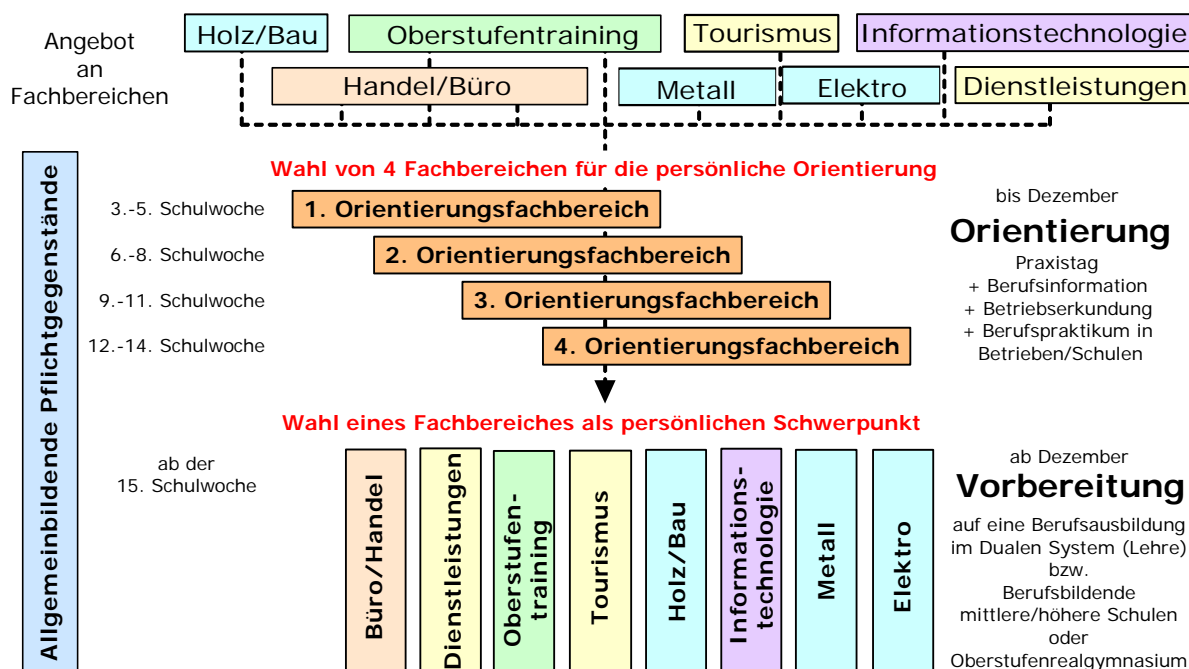 Angebot
an
Fachbereichen
Holz/Bau
Oberstufentraining
Tourismus
Informationstechnologie
Handel/Büro
Metall
Elektro
Dienstleistungen
Allgemeinbildende Pflichtgegenstände
Wahl von 4 Fachbereichen für die persönliche Orientierung
3.-5. Schulwoche
1. Orientierungsfachbereich
6.-8. Schulwoche
2. Orientierungsfachbereich
9.-11. Schulwoche
3. Orientierungsfachbereich
12.-14. Schulwoche
4. Orientierungsfachbereich
bis Dezember
Orientierung
Praxistag
+ Berufsinformation
+ Betriebserkundung
+ Berufspraktikum in
Betrieben/Schulen
Wahl eines Fachbereiches als persönlichen Schwerpunkt
ab der
15. Schulwoche
Büro/Handel
Dienstleistungen
Oberstufen-
training
Tourismus
Holz/Bau
Informations-
technologie
Metall
Elektro
ab Dezember
Vorbereitung
auf eine Berufsausbildung
im Dualen System (Lehre)
bzw.
Berufsbildende
mittlere/höhere Schulen
oder
Oberstufenrealgymnasium